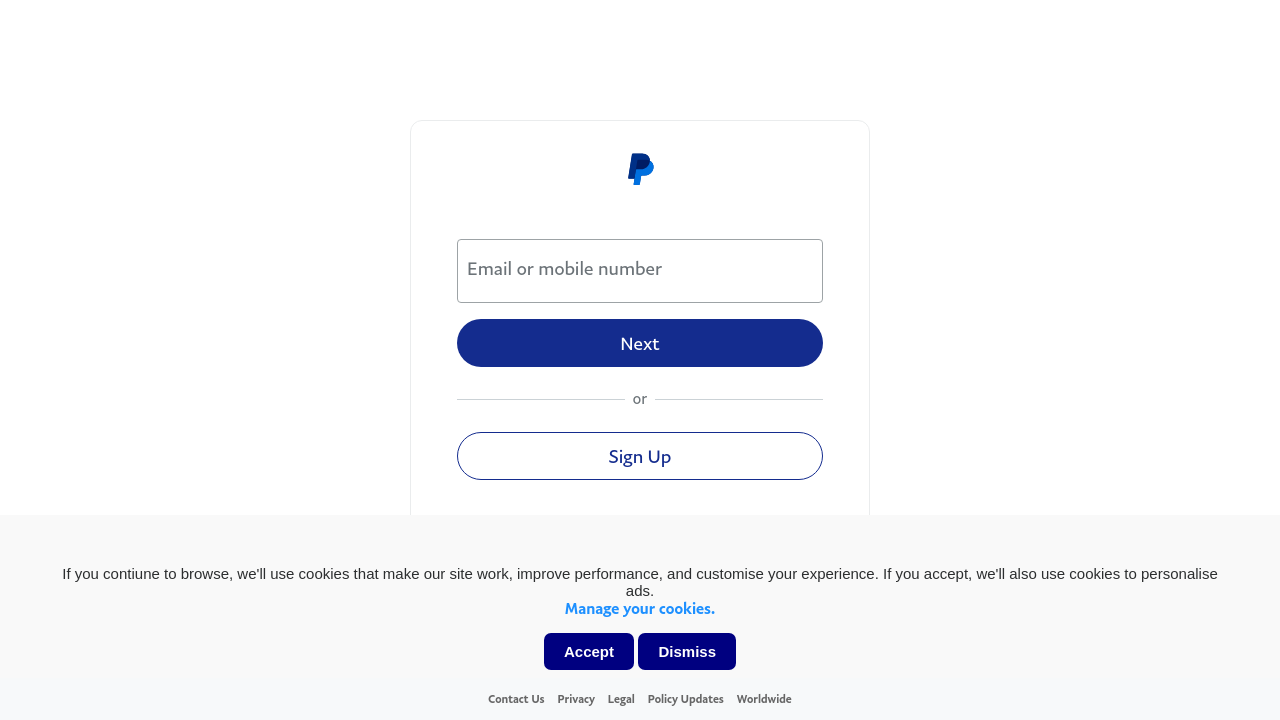 Email or mobile number
Next
or
Sign Up
If you contiune to browse, we'll use cookies that make our site work, improve performance, and customise your experience. If you accept, we'll also use cookies to personalise
ads.
Manage your cookies.
Accept Dismiss
Contact Us Privacy Legal Policy Updates Worldwide